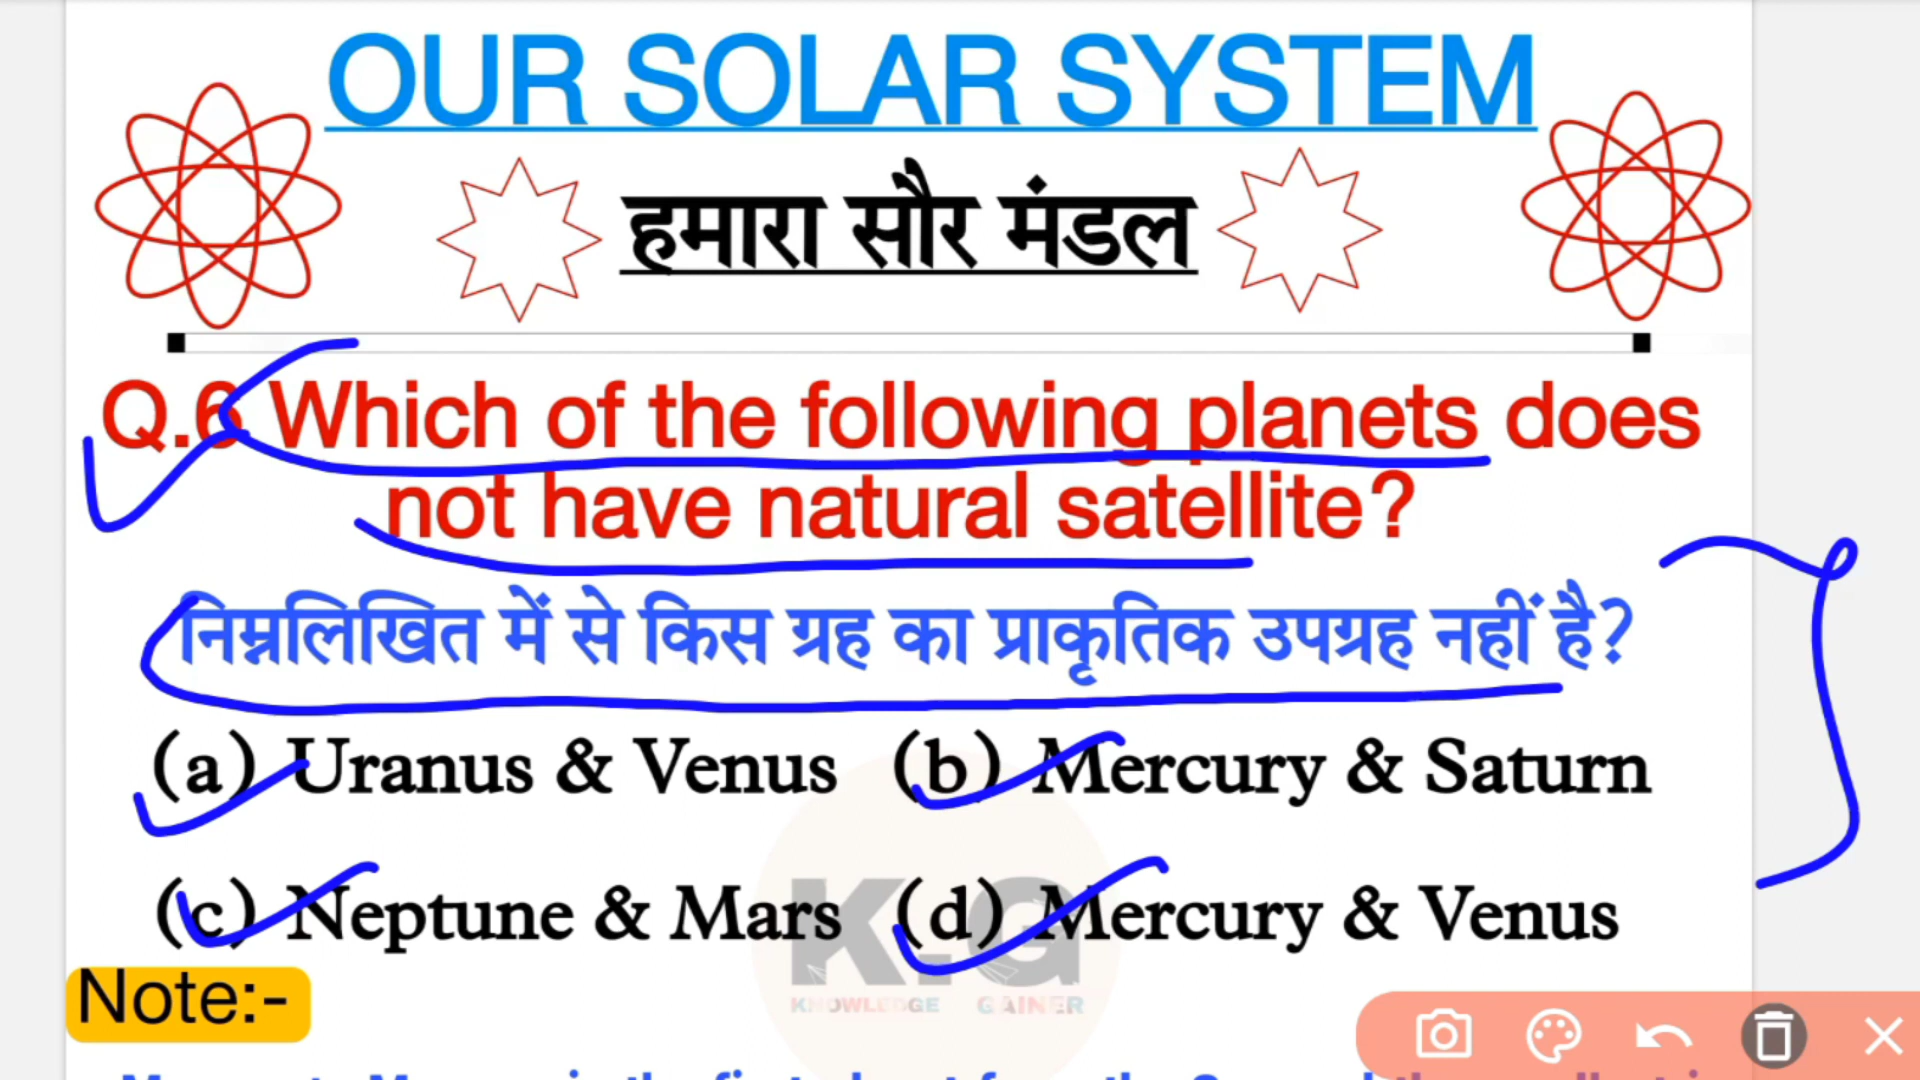 OUR SOLAR SYSTEM
हमारा सौर मंडल
Q.6 Which of the following planets does
not have natural satellite?
निम्नलिखित में से किस ग्रह का प्राकृतिक उपग्रह नहीं है?
(a) Uranus & Venus (b) Mercury & Saturn
(c) Neptune & Mars (d) Mercury & Venus
K.G
KNOWLEDGE GAINER
Note:-